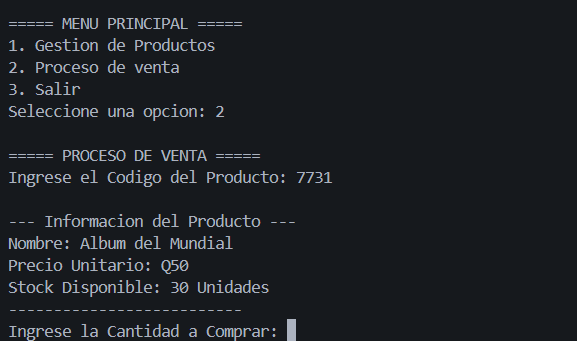 ===== MENU PRINCIPAL =====
1. Gestion de Productos
2. Proceso de venta
3. Salir
Seleccione una opcion: 2
===== PROCESO DE VENTA =====
Ingrese el Codigo del Producto: 7731
--- Informacion del Producto ---
Nombre: Album del Mundial
Precio Unitario: Q50
Stock Disponible: 30 Unidades
--------------------------
Ingrese la Cantidad a Comprar: